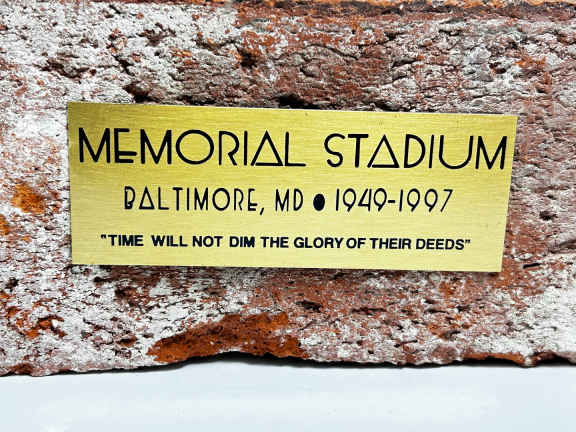 MEMORIAL STADIUM
BALTIMORE, MD ● 1949-1997
"TIME WILL NOT DIM THE GLORY OF THEIR DEEDS"